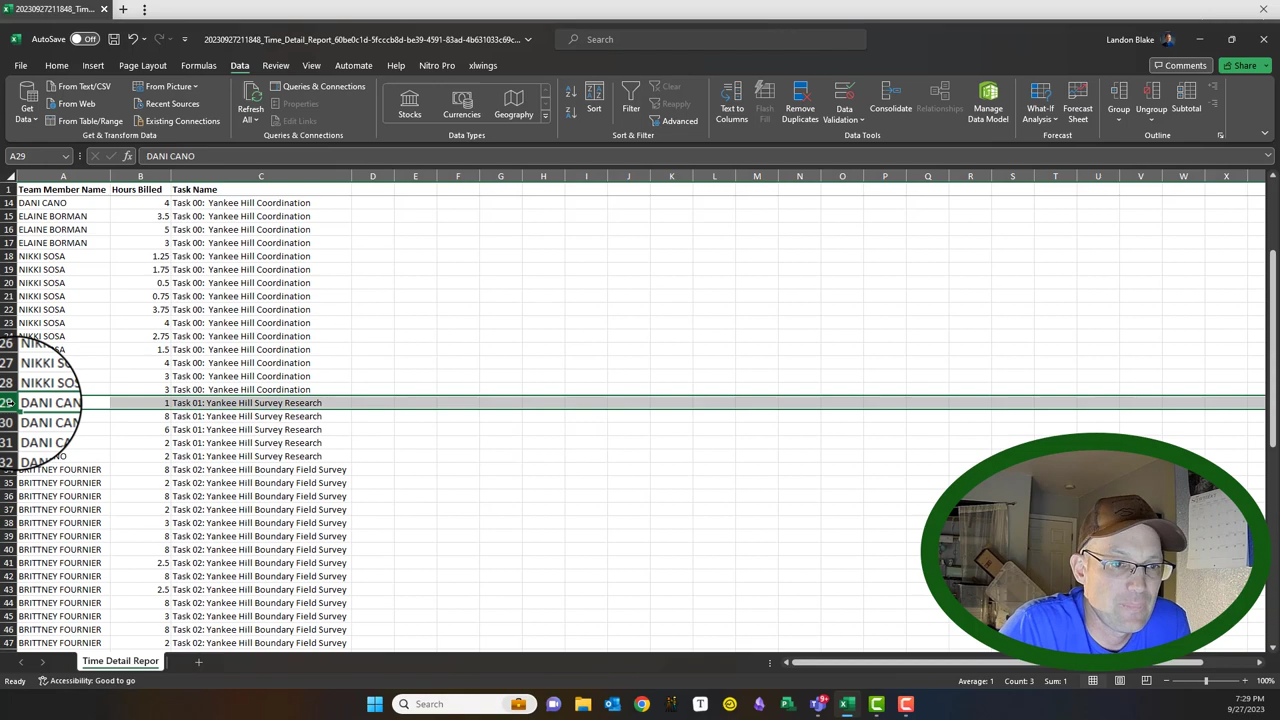 20230927211848_Time_D
AutoSave Off 20230927211848_Time_Detail_Report_60be0c1d-5fcccb8d-be39-4591-83ad-4b631033c69c... Search Landon Blake
File Home Insert Page Layout Formulas Data Review View Automate Help Nitro Pro xlwings Comments Share
Get Data From Text/CSV From Picture Refresh All Queries & Connections Stocks Currencies Geography Sort Filter Clear Text to Columns Flash Fill Remove Duplicates Data Validation Consolidate Relationships Manage Data Model What-If Analysis Forecast Sheet Group Ungroup Subtotal
From Web Recent Sources Properties Reapply
From Table/Range Existing Connections Edit Links Advanced
Get & Transform Data Queries & Connections Data Types Sort & Filter Data Tools Forecast Outline
A29 fx DANI CANO
A B C D E F G H I J K L M N O P Q R S T U V W X
1 Team Member Name Hours Billed Task Name
14 DANI CANO 4 Task 00: Yankee Hill Coordination
15 ELAINE BORMAN 3.5 Task 00: Yankee Hill Coordination
16 ELAINE BORMAN 5 Task 00: Yankee Hill Coordination
17 ELAINE BORMAN 3 Task 00: Yankee Hill Coordination
18 NIKKI SOSA 1.25 Task 00: Yankee Hill Coordination
19 NIKKI SOSA 1.75 Task 00: Yankee Hill Coordination
20 NIKKI SOSA 0.5 Task 00: Yankee Hill Coordination
21 NIKKI SOSA 0.75 Task 00: Yankee Hill Coordination
22 NIKKI SOSA 3.75 Task 00: Yankee Hill Coordination
23 NIKKI SOSA 4 Task 00: Yankee Hill Coordination
NIKKI SOSA 2.75 Task 00: Yankee Hill Coordination
1.5 Task 00: Yankee Hill Coordination
27 NIKKI 4 Task 00: Yankee Hill Coordination
3 Task 00: Yankee Hill Coordination
28 NIKKI SOS 3 Task 00: Yankee Hill Coordination
29 DANI CAN 1 Task 01: Yankee Hill Survey Research
30 DANI CAN 8 Task 01: Yankee Hill Survey Research
6 Task 01: Yankee Hill Survey Research
31 DANI 2 Task 01: Yankee Hill Survey Research
32 2 Task 01: Yankee Hill Survey Research
BRITTNEY FOURNIER 8 Task 02: Yankee Hill Boundary Field Survey
35 BRITTNEY FOURNIER 2 Task 02: Yankee Hill Boundary Field Survey
36 BRITTNEY FOURNIER 8 Task 02: Yankee Hill Boundary Field Survey
37 BRITTNEY FOURNIER 2 Task 02: Yankee Hill Boundary Field Survey
38 BRITTNEY FOURNIER 3 Task 02: Yankee Hill Boundary Field Survey
39 BRITTNEY FOURNIER 8 Task 02: Yankee Hill Boundary Field Survey
40 BRITTNEY FOURNIER 8 Task 02: Yankee Hill Boundary Field Survey
41 BRITTNEY FOURNIER 2.5 Task 02: Yankee Hill Boundary Field Survey
42 BRITTNEY FOURNIER 8 Task 02: Yankee Hill Boundary Field Survey
43 BRITTNEY FOURNIER 2.5 Task 02: Yankee Hill Boundary Field Survey
44 BRITTNEY FOURNIER 8 Task 02: Yankee Hill Boundary Field Survey
45 BRITTNEY FOURNIER 3 Task 02: Yankee Hill Boundary Field Survey
46 BRITTNEY FOURNIER 8 Task 02: Yankee Hill Boundary Field Survey
47 BRITTNEY FOURNIER 2 Task 02: Yankee Hill Boundary Field Survey
Time Detail Repor
Ready Accessibility: Good to go Average: 1 Count: 3 Sum: 1 100%
Search 7:29 PM
9/27/2023